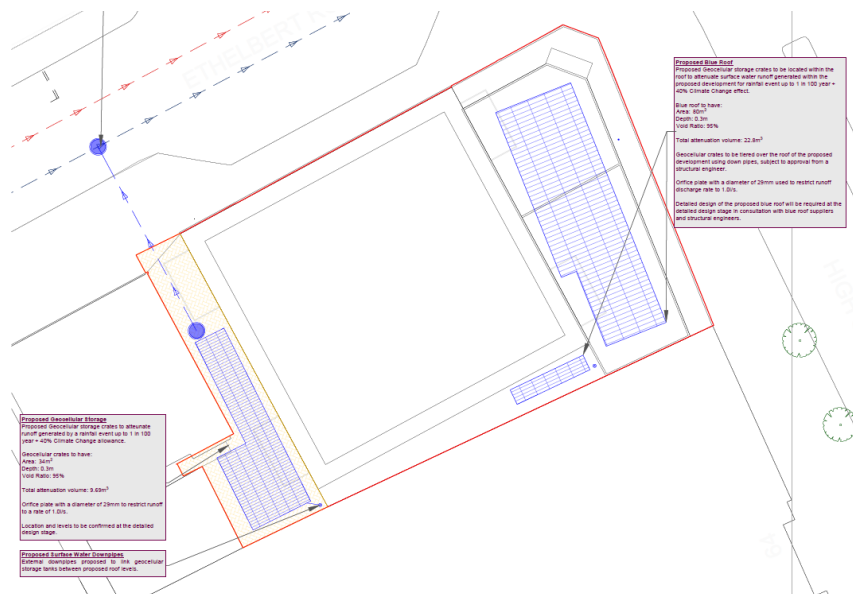 ETHELBERT R
Proposed Blue Roof
Proposed Geocellular storage crates to be located within the
roof to attenuate surface water runoff generated within the
proposed development for rainfall event up to 1 in 100 year +
40% Climate Change effect.
Blue roof to have:
Area: 80m²
Depth: 0.3m
Void Ratio: 95%
Total attenuation volume: 22.8m³
Geocellular crates to be tiered over the roof of the proposed
development using down pipes, subject to approval from a
structural engineer.
Orifice plate with a diameter of 29mm used to restrict runoff
discharge rate to 1.0l/s.
Detailed design of the proposed blue roof will be required at the
detailed design stage in consultation with blue roof suppliers
and structural engineers.
HIGH
Proposed Geocellular Storage
Proposed Geocellular storage crates to attenuate
runoff generated by a rainfall event up to 1 in 100
year + 40% Climate Change allowance.
Geocellular crates to have:
Area: 34m²
Depth: 0.3m
Void Ratio: 95%
Total attenuation volume: 9.69m³
Orifice plate with a diameter of 29mm to restrict runoff
to a rate of 1.0l/s.
Location and levels to be confirmed at the detailed
design stage.
Proposed Surface Water Downpipes
External downpipes proposed to link geocellular
storage tanks between proposed roof levels.
84